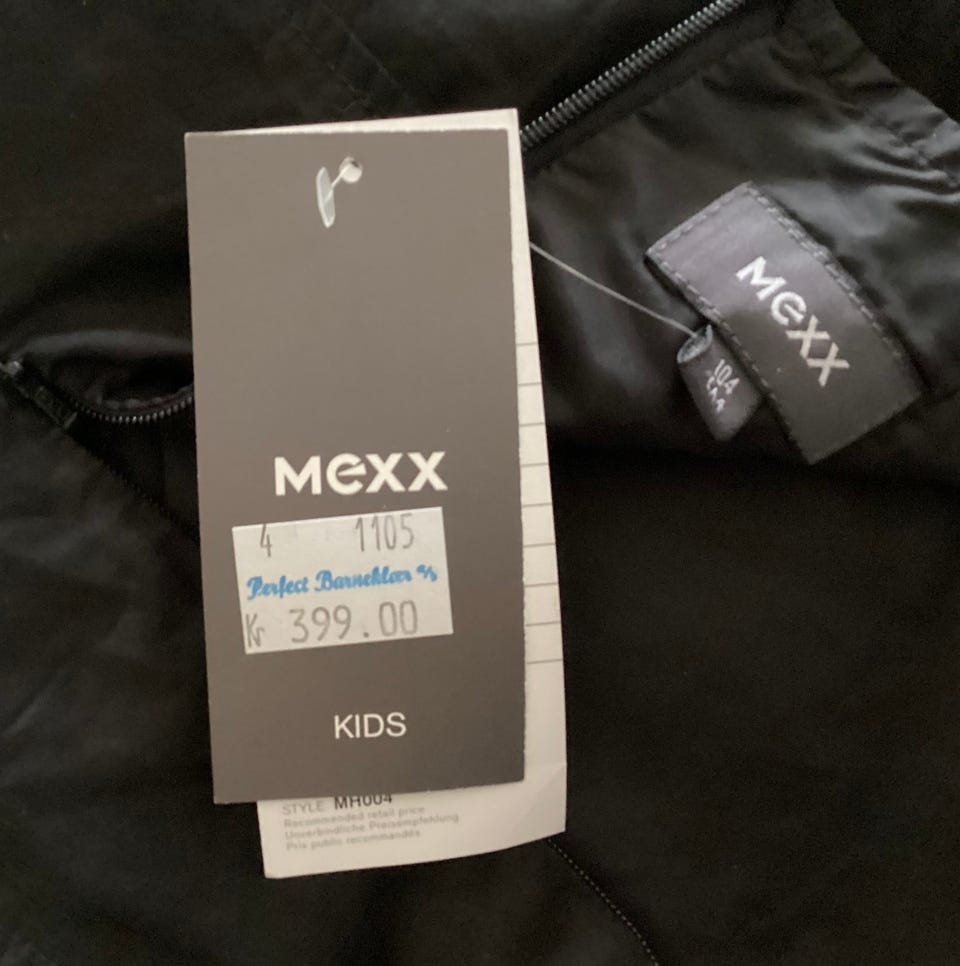 MEXX
4 1105
Perfect Barneklær a/s
Kr 399.00
KIDS
STYLE MH004
Recommended retail price
Unverbindliche Preisempfehlung
Prix public recommandés
MEXX
104